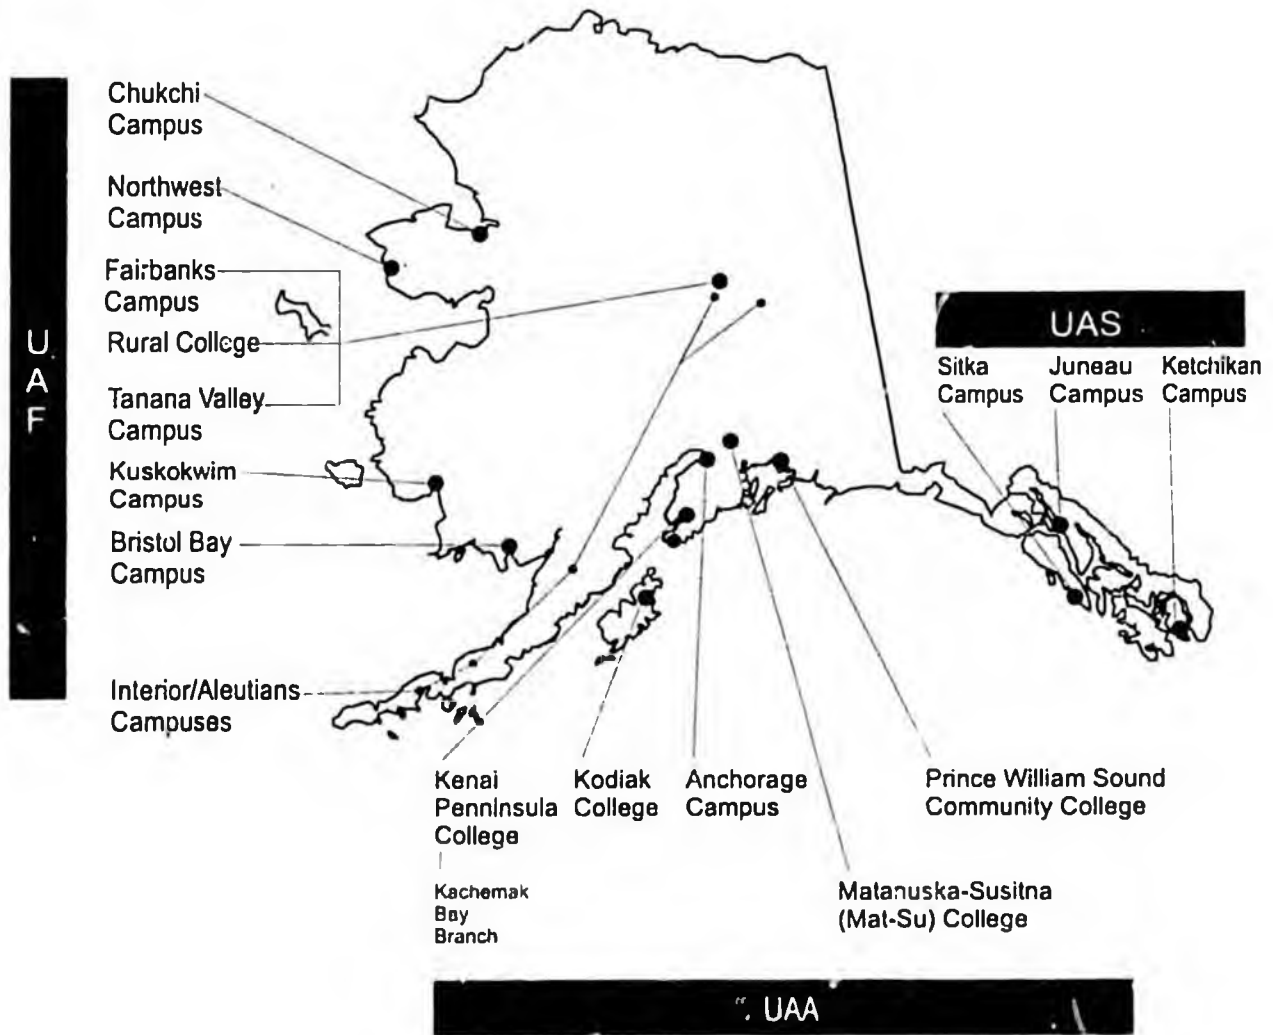 UAF
Chukchi
Campus
Northwest
Campus
Fairbanks
Campus
Rural College
Tanana Valley
Campus
Kuskokwim
Campus
Bristol Bay
Campus
Interior/Aleutians
Campuses
UAS
Sitka
Campus
Juneau
Campus
Ketchikan
Campus
Kenai
Penninsula
College
Kachemak
Bay
Branch
Kodiak
College
Anchorage
Campus
Prince William Sound
Community College
Matanuska-Susitna
(Mat-Su) College
UAA